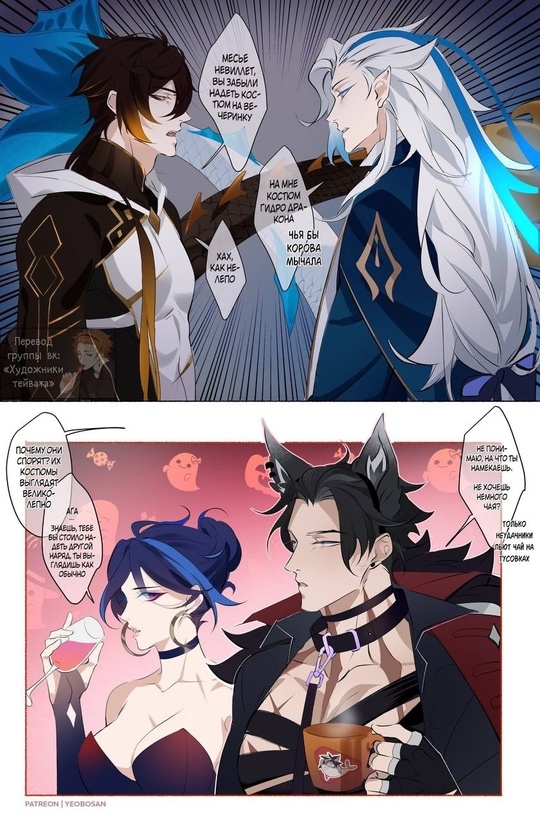 МЕСЬЕ
НЕВИЛЛЕТ,
ВЫ ЗАБЫЛИ
НАДЕТЬ КОС-
ТЮМ НА ВЕ-
ЧЕРИНКУ
НА МНЕ
КОСТЮМ
ГИДРО ДРА-
КОНА
ЧЬЯ БЫ
КОРОВА
МЫЧАЛА
ХАХ,
КАК НЕ-
ЛЕПО
Перевод
группы вк:
«Художники
тейвата»
ПОЧЕМУ ОНИ
СПОРЯТ? ИХ
КОСТЮМЫ
ВЫГЛЯДЯТ
ВЕЛИКО-
ЛЕПНО
АГА
ЗНАЕШЬ, ТЕБЕ
БЫ СТОИЛО НА-
ДЕТЬ ДРУГОЙ
НАРЯД. ТЫ ВЫ-
ГЛЯДИШЬ КАК
ОБЫЧНО
НЕ ПОНИ-
МАЮ, НА ЧТО ТЫ
НАМЕКАЕШЬ.
НЕ ХОЧЕШЬ
НЕМНОГО
ЧАЯ?
ТОЛЬКО
НЕУДАЧНИКИ
ПЬЮТ ЧАЙ НА
ТУСОВКАХ
PATREON | YEOBOSAN